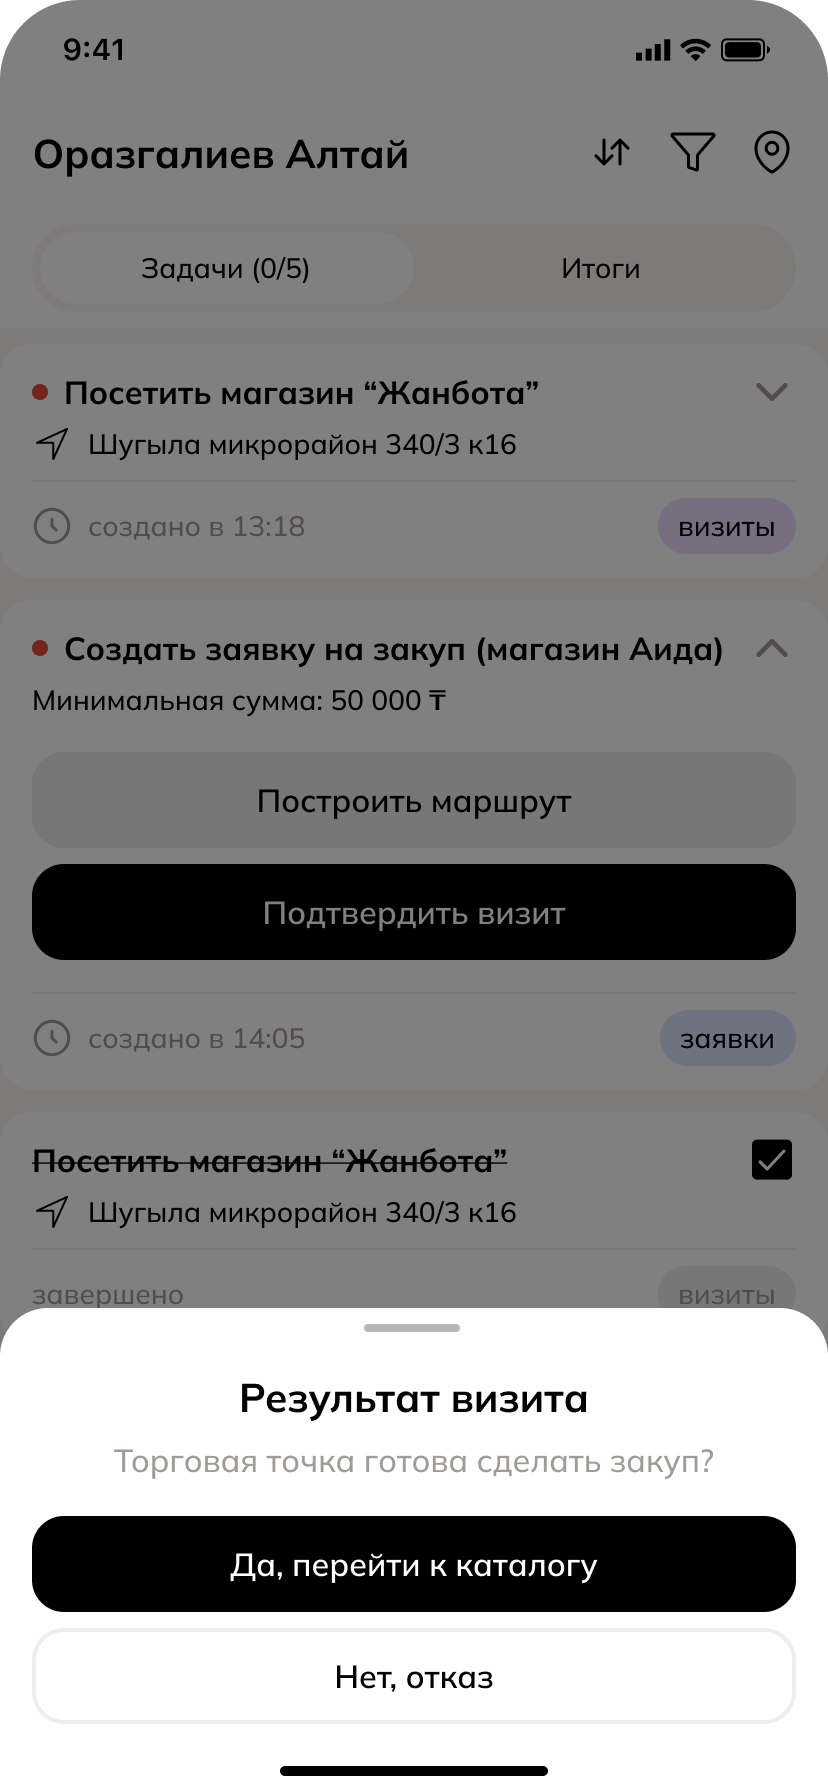 9:41
Оразгалиев Алтай
Задачи (0/5)
Итоги
Посетить магазин “Жанбота”
Шугыла микрорайон 340/3 к16
создано в 13:18
визиты
Создать заявку на закуп (магазин Аида)
Минимальная сумма: 50 000 ₸
Построить маршрут
Подтвердить визит
создано в 14:05
заявки
Посетить магазин “Жанбота”
Шугыла микрорайон 340/3 к16
завершено
визиты
Результат визита
Торговая точка готова сделать закуп?
Да, перейти к каталогу
Нет, отказ